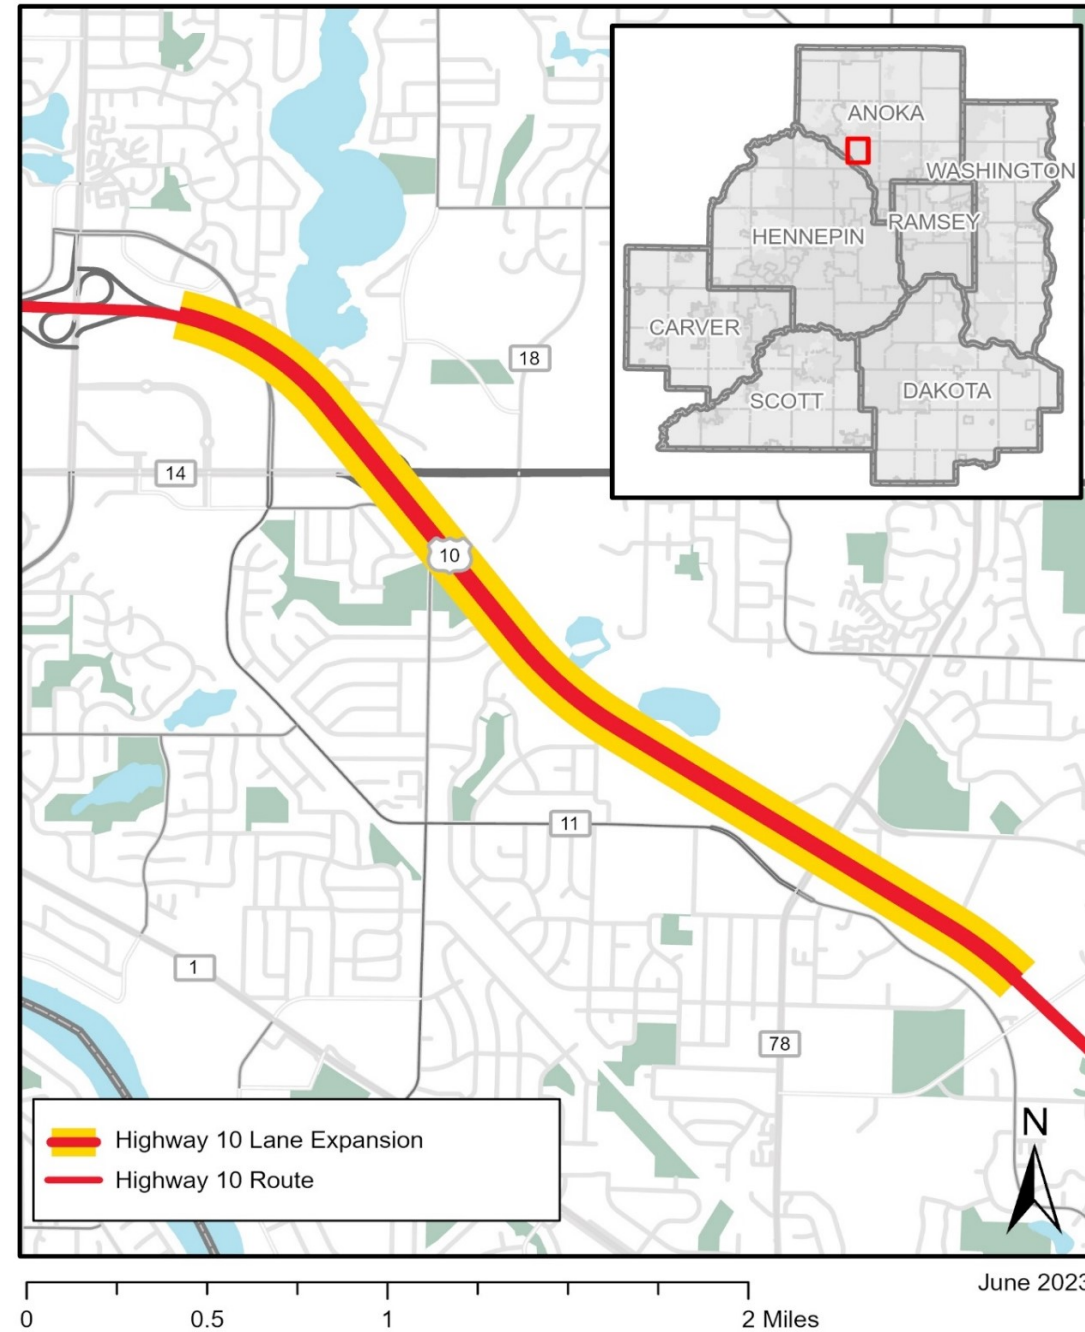 ANOKA
WASHINGTON
RAMSEY
HENNEPIN
CARVER
SCOTT
DAKOTA
18
14
10
11
1
78
N
Highway 10 Lane Expansion
Highway 10 Route
June 2023
0 0.5 1 2 Miles